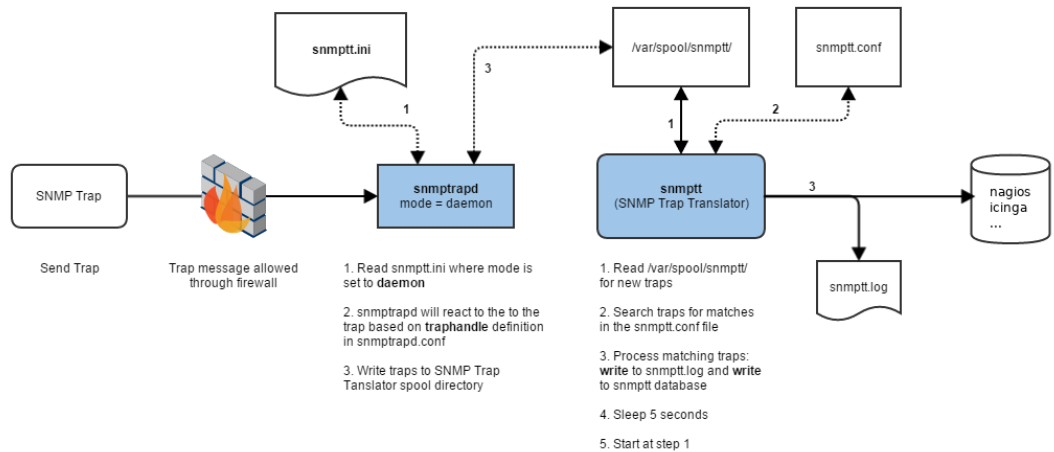 snmptt.ini
/var/spool/snmptt/
snmptt.conf
3
1
1
2
SNMP Trap
snmptrapd
mode = daemon
snmptt
(SNMP Trap Translator)
3
nagios
icinga
...
Send Trap
Trap message allowed
through firewall
1. Read snmptt.ini where mode is
set to daemon
2. snmptrapd will react to the to the
trap based on traphandle definition
in snmptrapd.conf
3. Write traps to SNMP Trap
Tanslator spool directory
1. Read /var/spool/snmptt/
for new traps
2. Search traps for matches
in the snmptt.conf file
3. Process matching traps:
write to snmptt.log and write
to snmptt database
4. Sleep 5 seconds
5. Start at step 1
snmptt.log